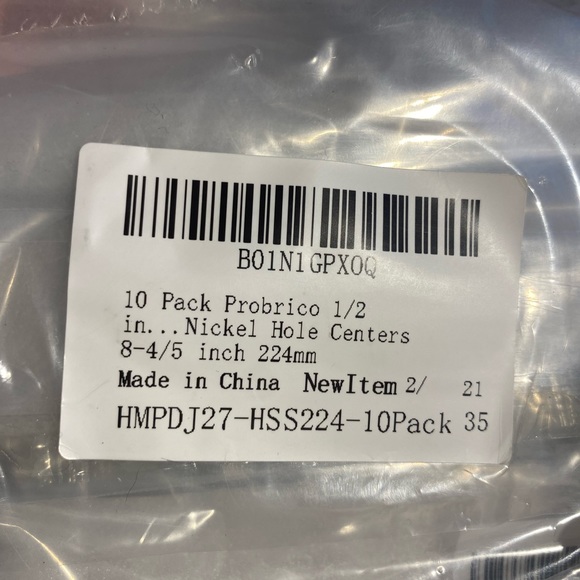 B01N1GPX0Q
10 Pack Probrico 1/2
in...Nickel Hole Centers
8-4/5 inch 224mm
Made in China NewItem 2/ 21
HMPDJ27-HSS224-10Pack 35